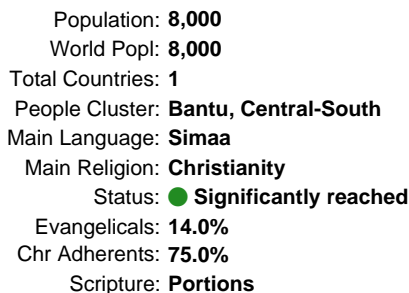 Population: 8,000
World Popl: 8,000
Total Countries: 1
People Cluster: Bantu, Central-South
Main Language: Simaa
Main Religion: Christianity
Status: Significantly reached
Evangelicals: 14.0%
Chr Adherents: 75.0%
Scripture: Portions